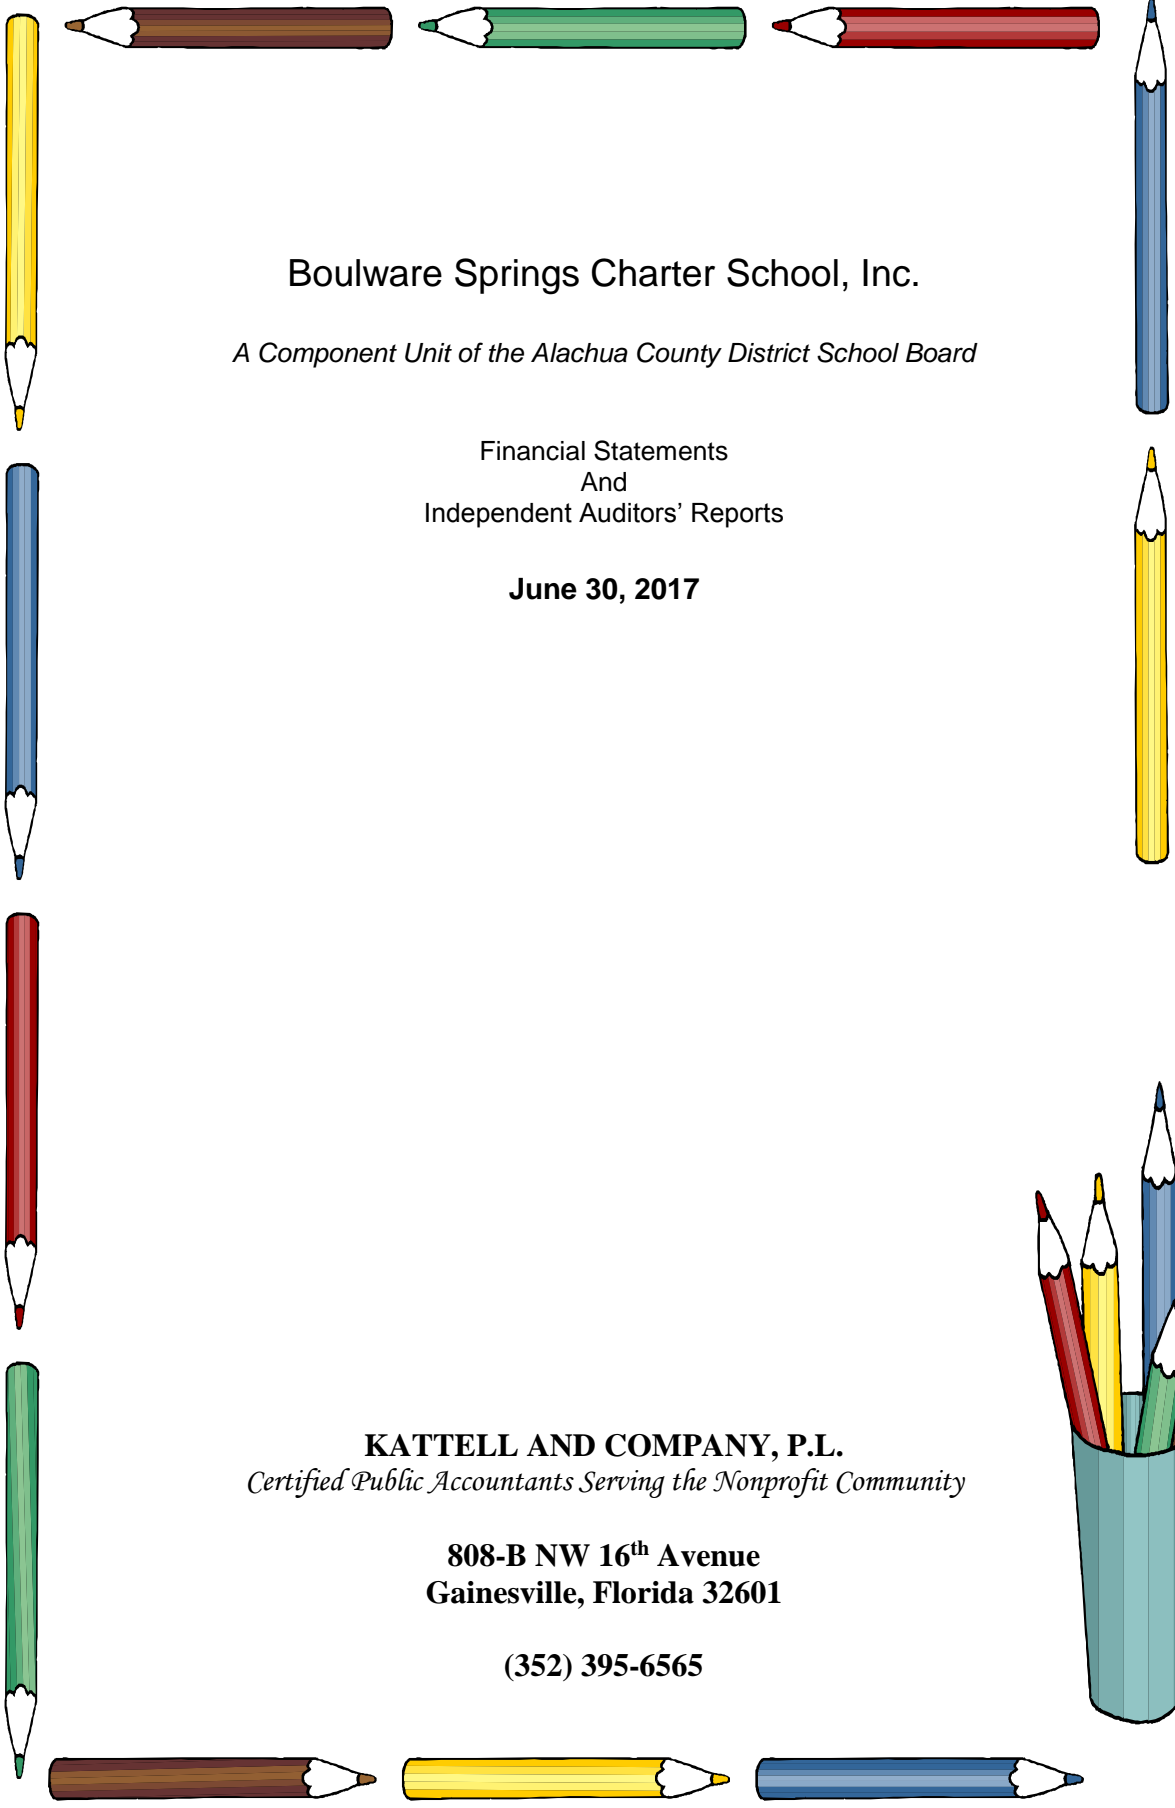 Boulware Springs Charter School, Inc.
A Component Unit of the Alachua County District School Board
Financial Statements
And
Independent Auditors’ Reports
June 30, 2017
KATTELL AND COMPANY, P.L.
Certified Public Accountants Serving the Nonprofit Community
808-B NW 16th Avenue
Gainesville, Florida 32601
(352) 395-6565